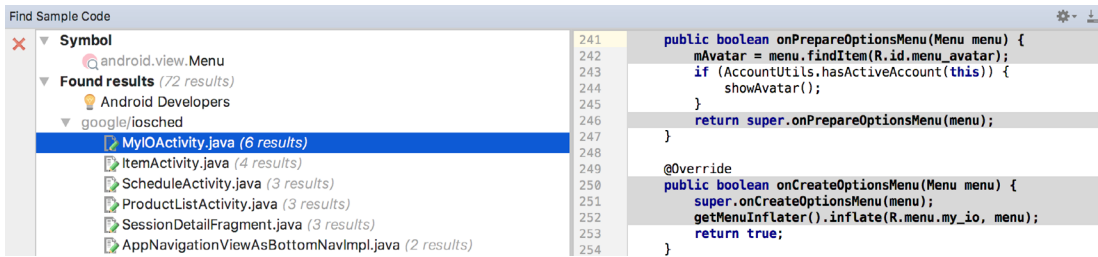 Find Sample Code
Symbol
android.view.Menu
Found results (72 results)
Android Developers
google/iosched
MyIOActivity.java (6 results)
ItemActivity.java (4 results)
ScheduleActivity.java (3 results)
ProductListActivity.java (3 results)
SessionDetailFragment.java (3 results)
AppNavigationViewAsBottomNavImpl.java (2 results)
241 public boolean onPrepareOptionsMenu(Menu menu) {
242 mAvatar = menu.findItem(R.id.menu_avatar);
243 if (AccountUtils.hasActiveAccount(this)) {
244 showAvatar();
245 }
246 return super.onPrepareOptionsMenu(menu);
247 }
248
249 @Override
250 public boolean onCreateOptionsMenu(Menu menu) {
251 super.onCreateOptionsMenu(menu);
252 getMenuInflater().inflate(R.menu.my_io, menu);
253 return true;
254 }